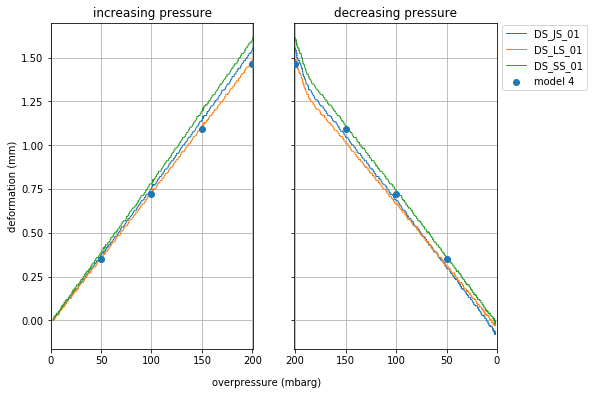 increasing pressure
decreasing pressure
DS_JS_01
DS_LS_01
DS_SS_01
model 4
deformation (mm)
1.50
1.25
1.00
0.75
0.50
0.25
0.00
0 50 100 150 200
200 150 100 50 0
overpressure (mbarg)